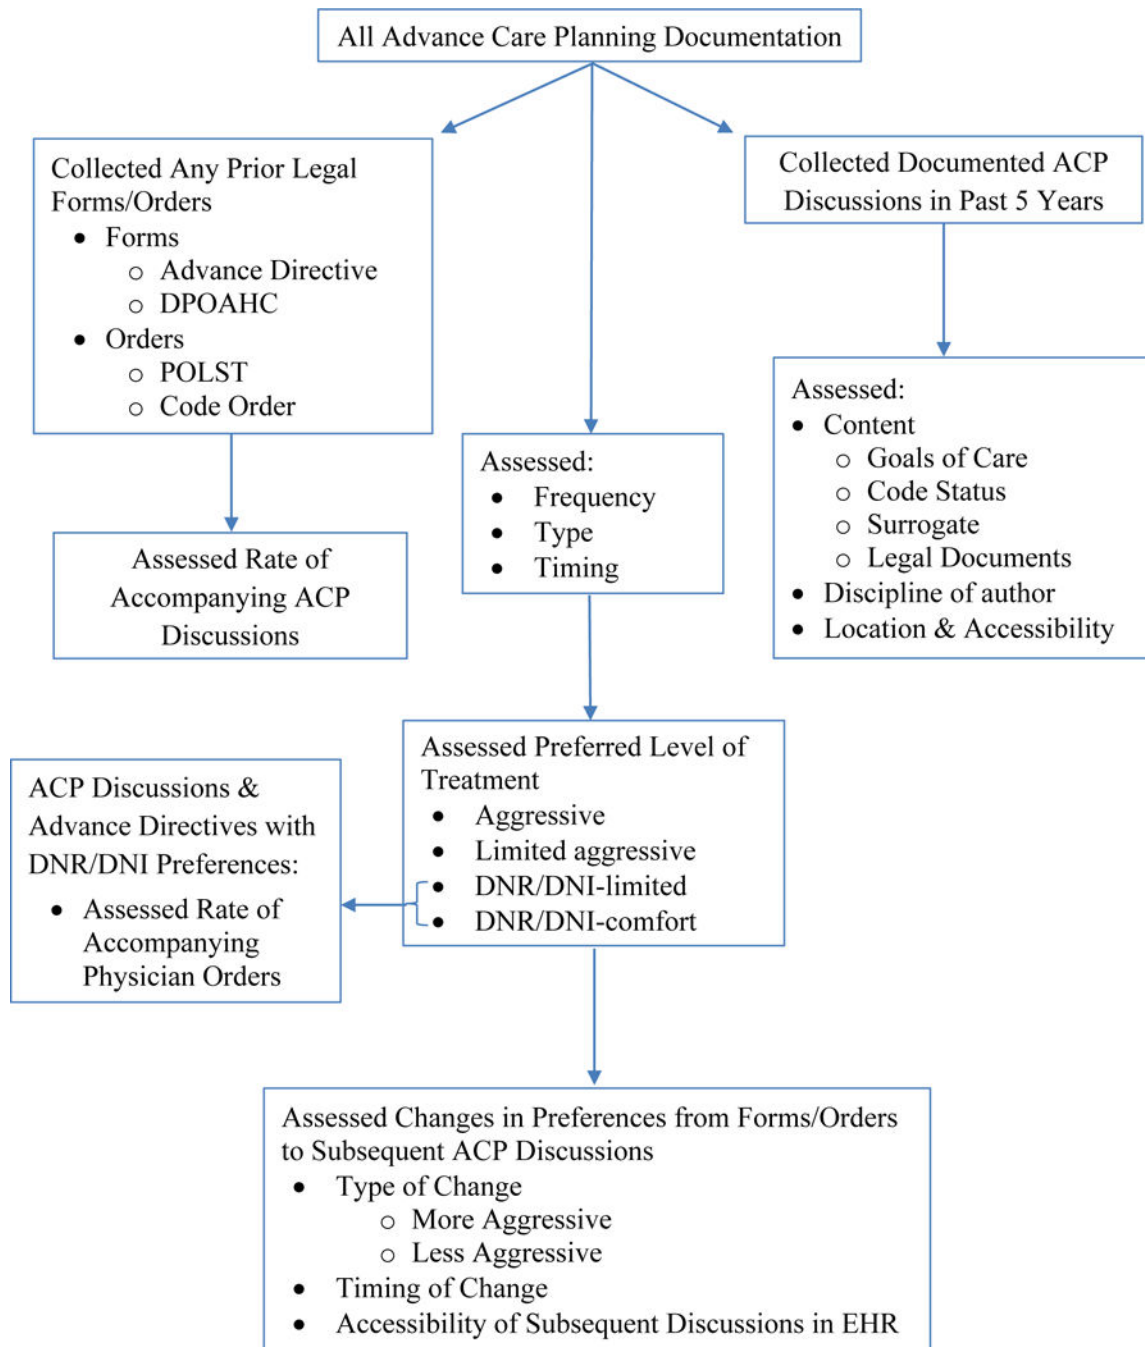 All Advance Care Planning Documentation
Collected Any Prior Legal
Forms/Orders
• Forms
o Advance Directive
o DPOAHC
• Orders
o POLST
o Code Order
Assessed Rate of
Accompanying ACP
Discussions
Assessed:
• Frequency
• Type
• Timing
Collected Documented ACP
Discussions in Past 5 Years
Assessed:
• Content
o Goals of Care
o Code Status
o Surrogate
o Legal Documents
• Discipline of author
• Location & Accessibility
Assessed Preferred Level of
Treatment
• Aggressive
• Limited aggressive
• DNR/DNI-limited
• DNR/DNI-comfort
ACP Discussions &
Advance Directives with
DNR/DNI Preferences:
• Assessed Rate of
Accompanying
Physician Orders
Assessed Changes in Preferences from Forms/Orders
to Subsequent ACP Discussions
• Type of Change
o More Aggressive
o Less Aggressive
• Timing of Change
• Accessibility of Subsequent Discussions in EHR